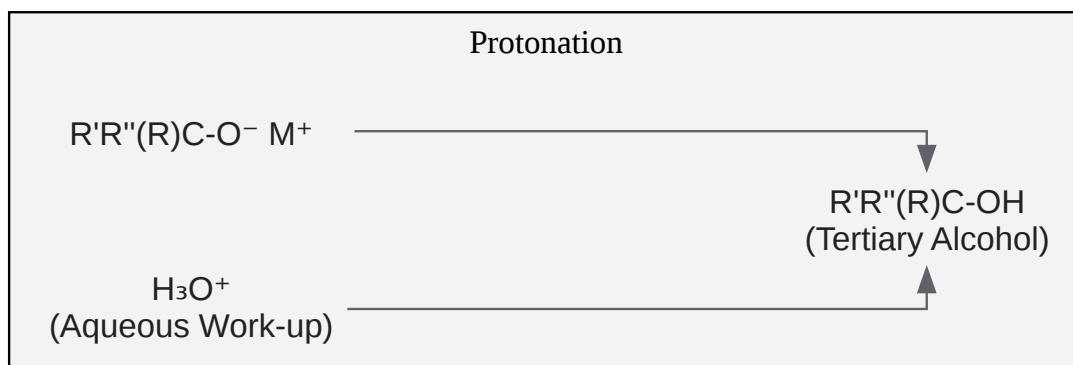 Protonation
R'R"(R)C-O⁻ M⁺
R'R"(R)C-OH
(Tertiary Alcohol)
H₃O⁺
(Aqueous Work-up)